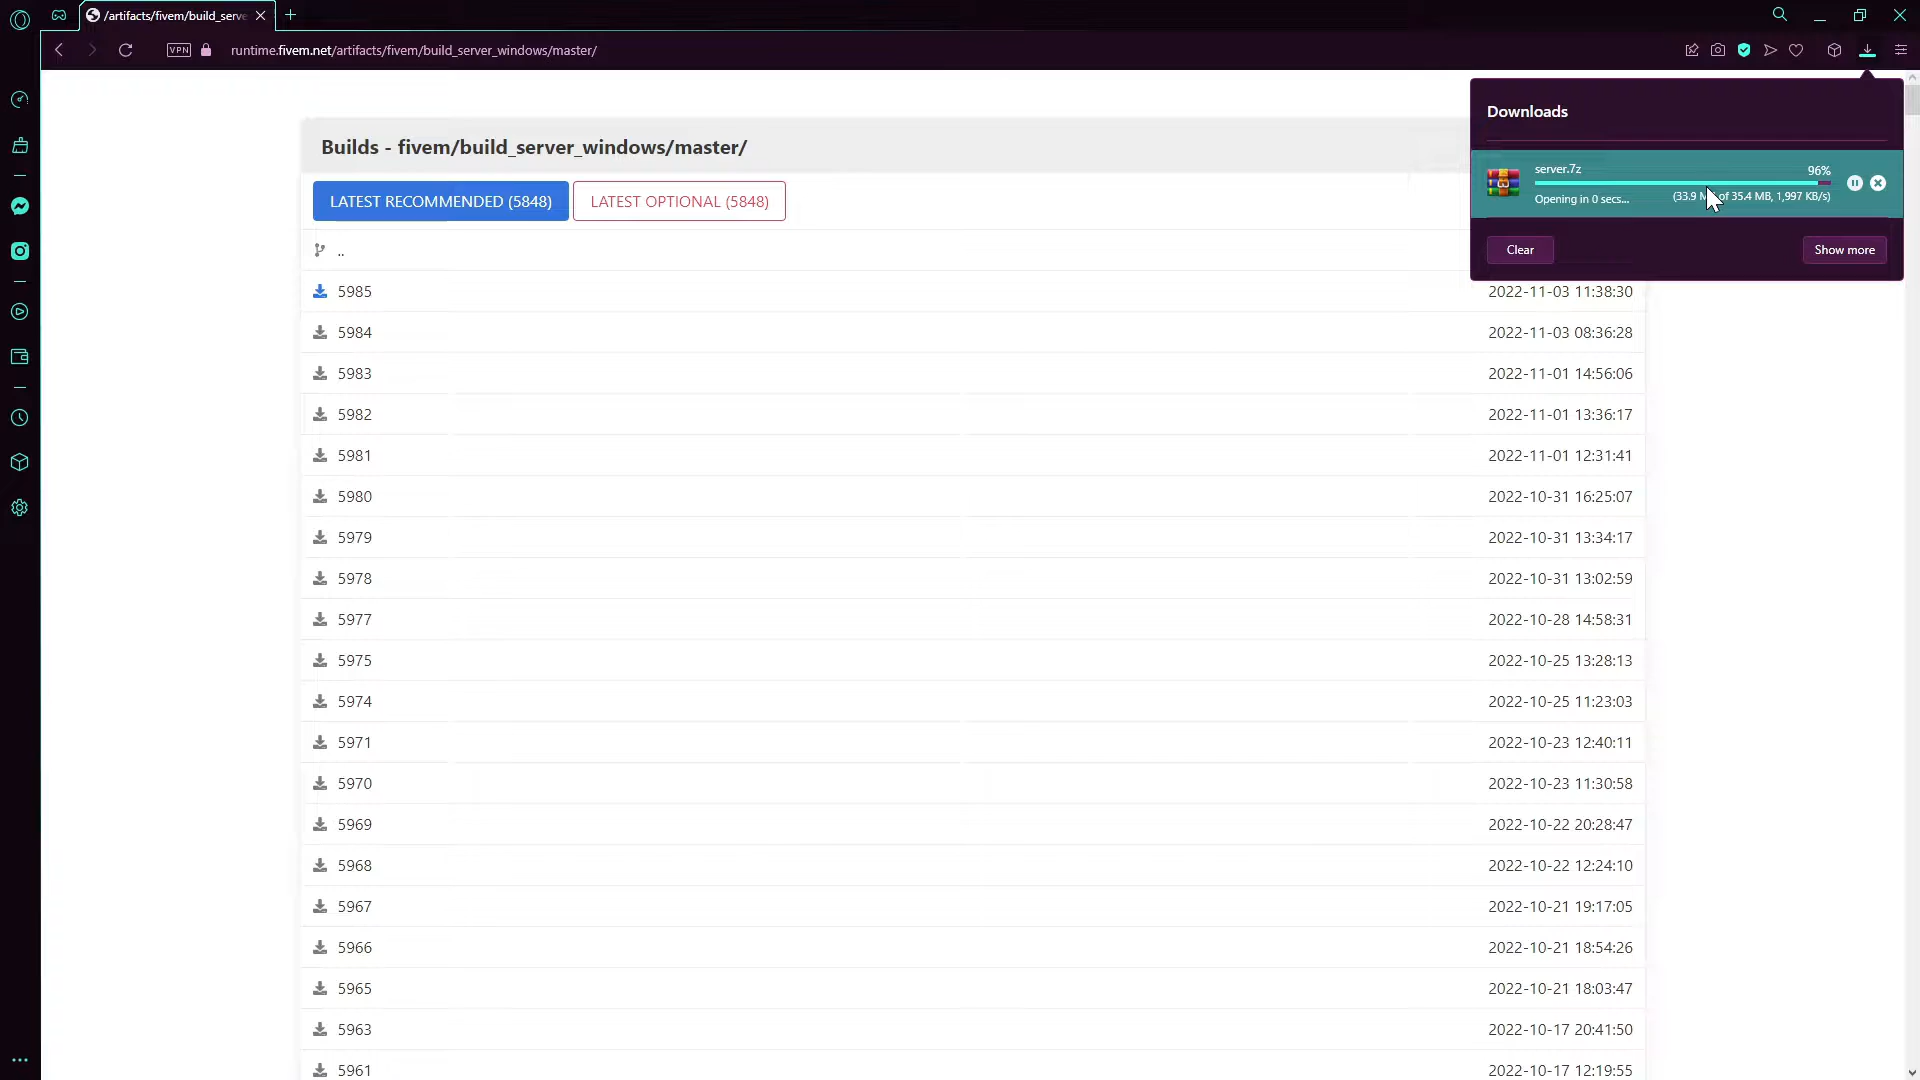 /artifacts/fivem/build_serve
VPN
runtime.fivem.net/artifacts/fivem/build_server_windows/master/
Downloads
server.7z
96%
Opening in 0 secs...
of 35.4 MB, 1,997 KB/s)
Clear
Show more
Builds - fivem/build_server_windows/master/
LATEST RECOMMENDED (5848)
LATEST OPTIONAL (5848)
..
5985 2022-11-03 11:38:30
5984 2022-11-03 08:36:28
5983 2022-11-01 14:56:06
5982 2022-11-01 13:36:17
5981 2022-11-01 12:31:41
5980 2022-10-31 16:25:07
5979 2022-10-31 13:34:17
5978 2022-10-31 13:02:59
5977 2022-10-28 14:58:31
5975 2022-10-25 13:28:13
5974 2022-10-25 11:23:03
5971 2022-10-23 12:40:11
5970 2022-10-23 11:30:58
5969 2022-10-22 20:28:47
5968 2022-10-22 12:24:10
5967 2022-10-21 19:17:05
5966 2022-10-21 18:54:26
5965 2022-10-21 18:03:47
5963 2022-10-17 20:41:50
5961 2022-10-17 12:19:55